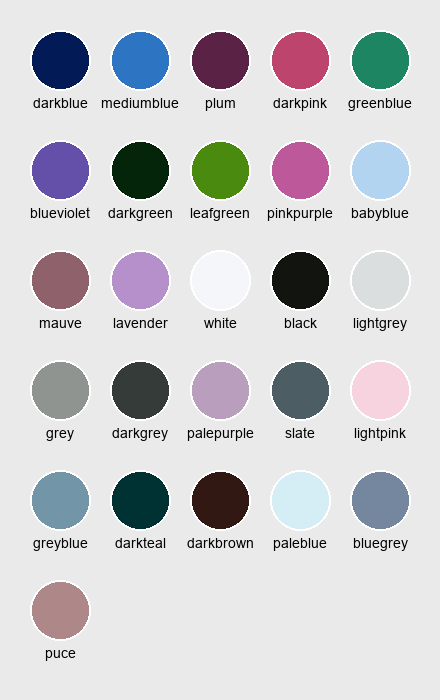 darkblue mediumblue plum darkpink greenblue
blueviolet darkgreen leafgreen pinkpurple babyblue
mauve lavender white black lightgrey
grey darkgrey palepurple slate lightpink
greyblue darkteal darkbrown paleblue bluegrey
puce